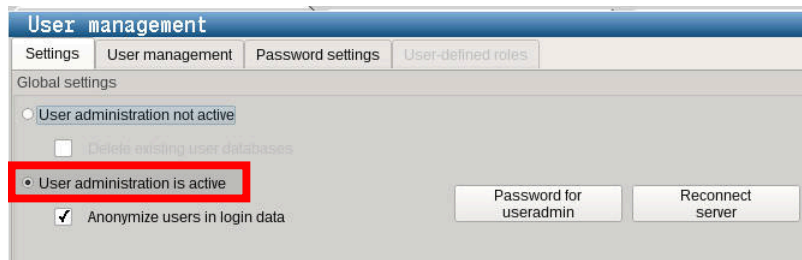 User management
Settings User management Password settings User-defined roles
Global settings
User administration not active
Delete existing user databases
User administration is active
Password for useradmin
Reconnect server
Anonymize users in login data